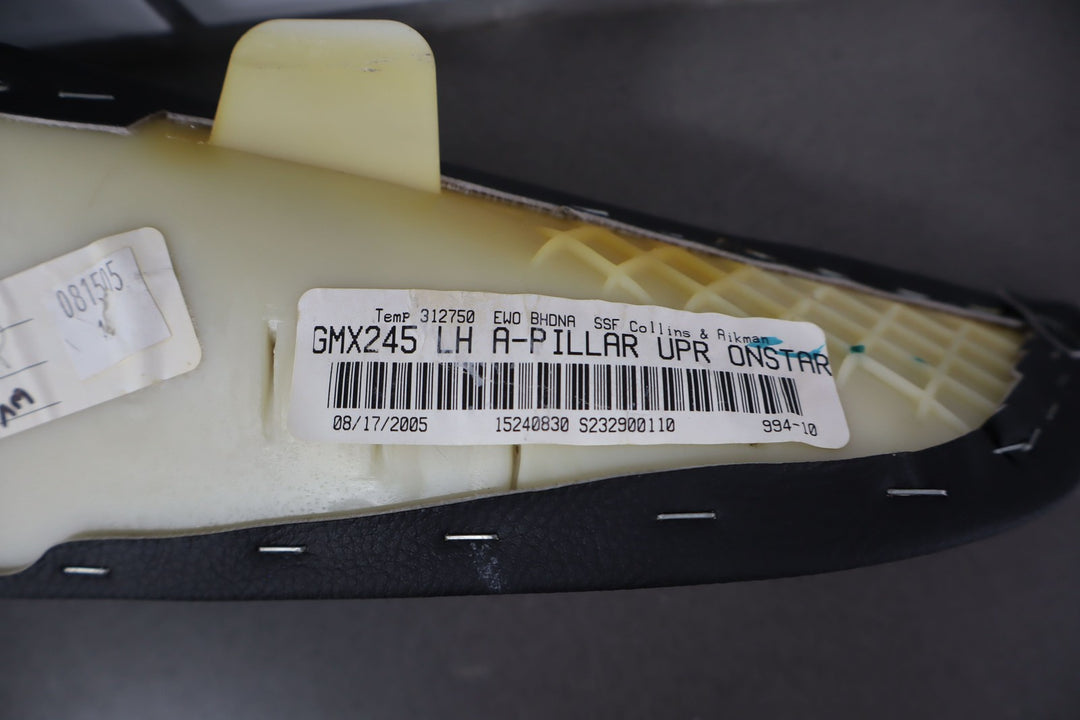 081505
Temp 312750 EWO BHDNA SSF Collins & Aikman
GMX245 LH A-PILLAR UPR ONSTAR
08/17/2005 15240830 S232900110 994-10